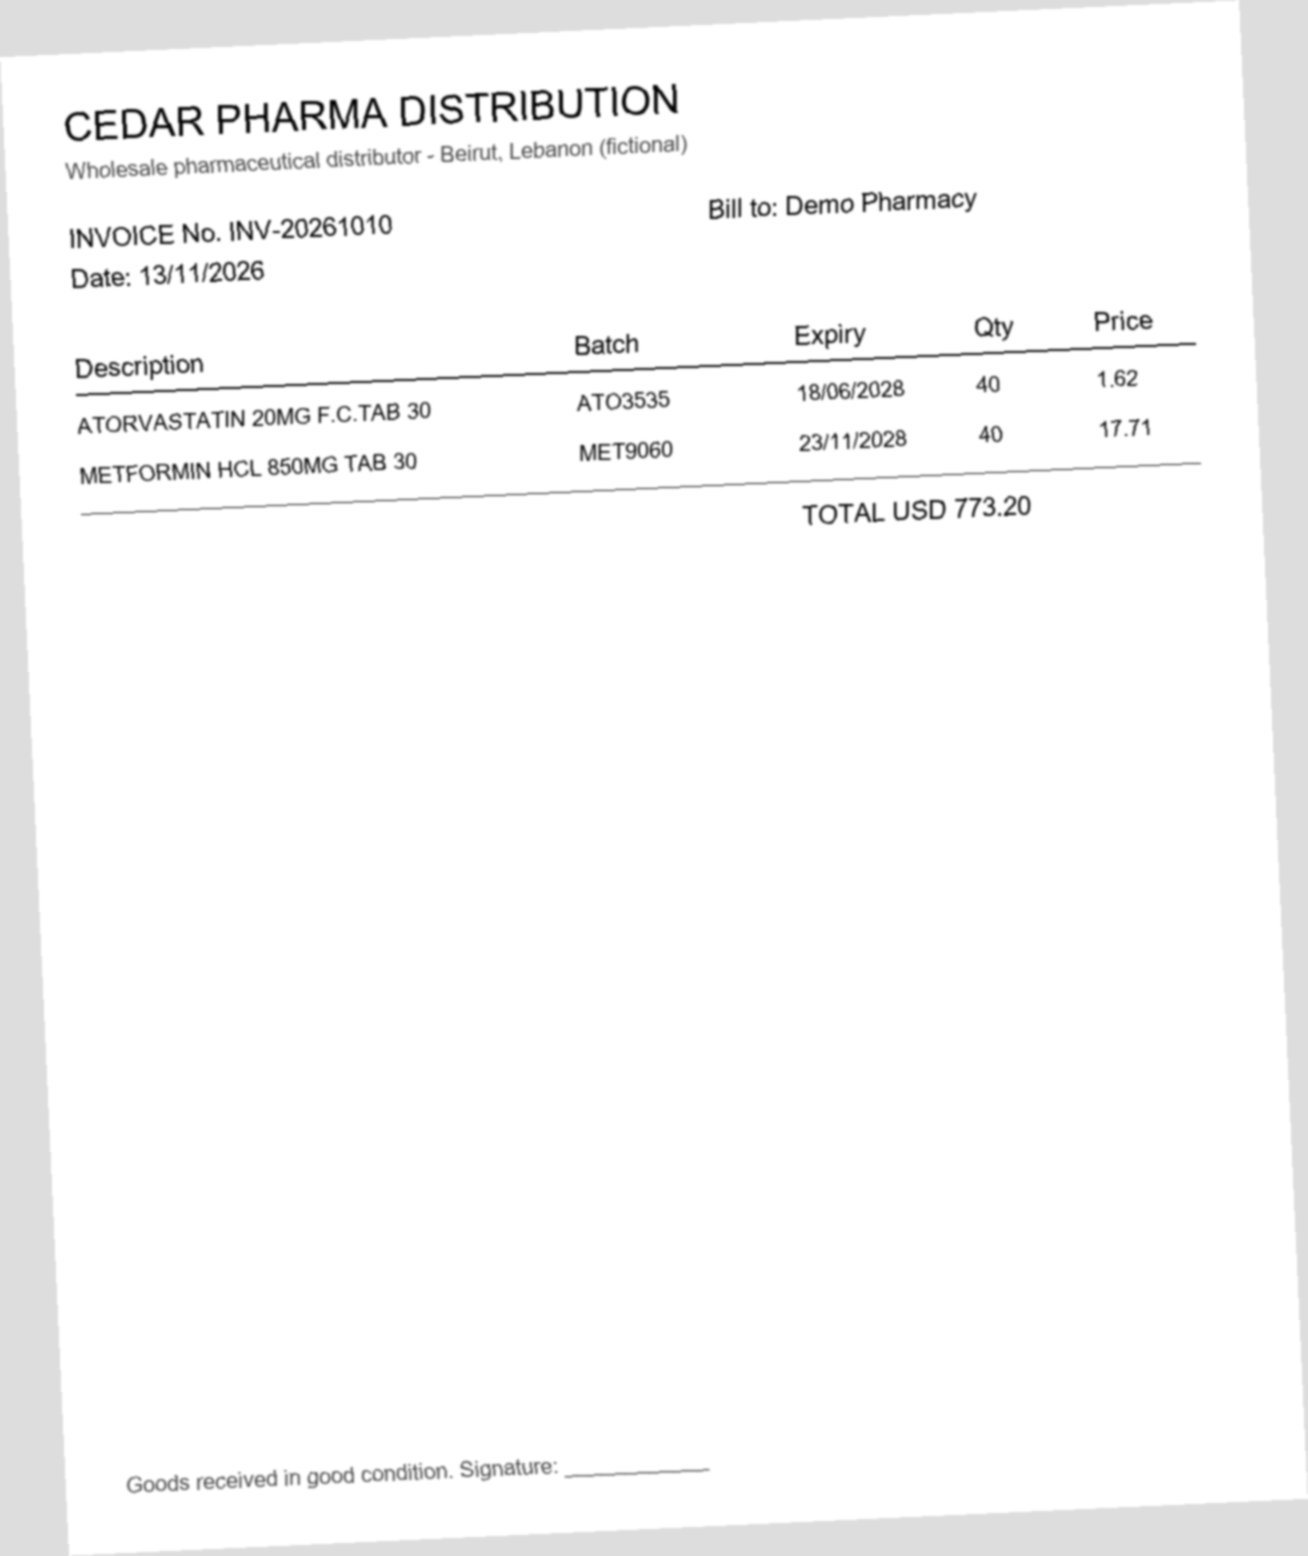 CEDAR PHARMA DISTRIBUTION
Wholesale pharmaceutical distributor - Beirut, Lebanon (fictional)
INVOICE No. INV-20261010
Bill to: Demo Pharmacy
Date: 13/11/2026
Description Batch Expiry Qty Price
ATORVASTATIN 20MG F.C.TAB 30 ATO3535 18/06/2028 40 1.62
METFORMIN HCL 850MG TAB 30 MET9060 23/11/2028 40 17.71
TOTAL USD 773.20
Goods received in good condition. Signature: ____________